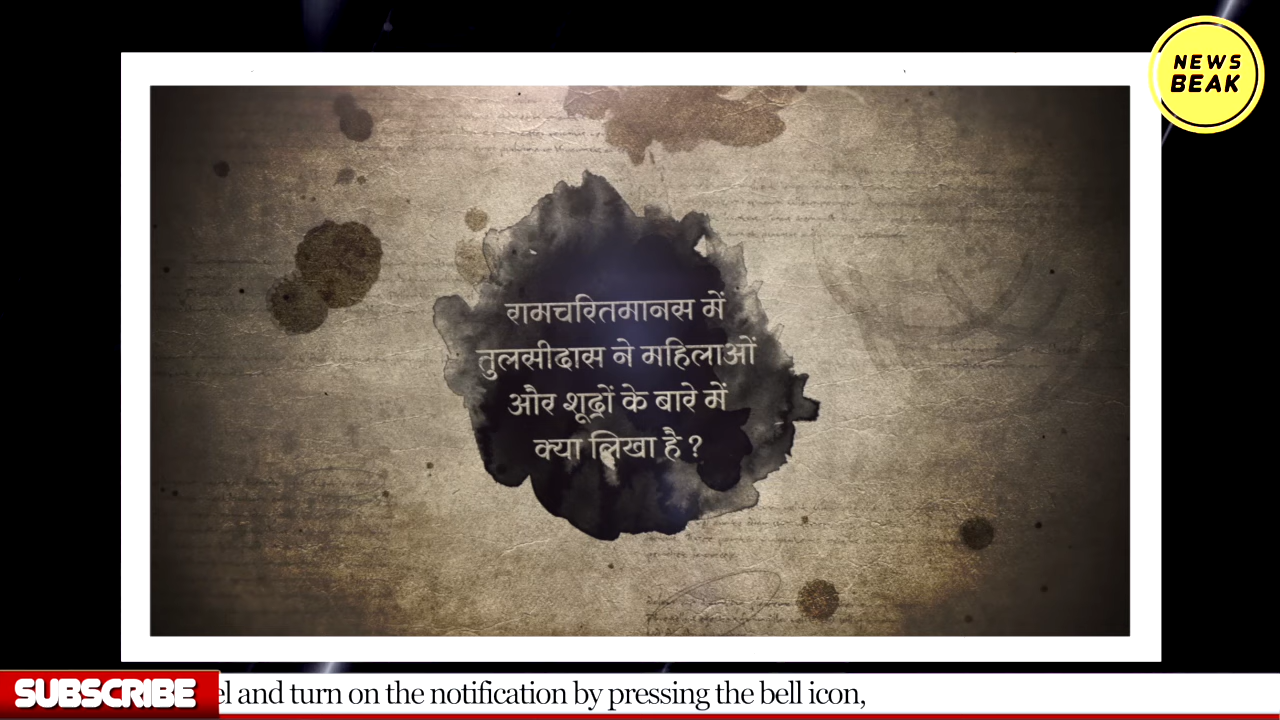 NEWS
BEAK
रामचरितमानस में
तुलसीदास ने महिलाओं
और शूद्रों के बारे में
क्या लिखा है ?
SUBSCRIBE
and turn on the notification by pressing the bell icon,